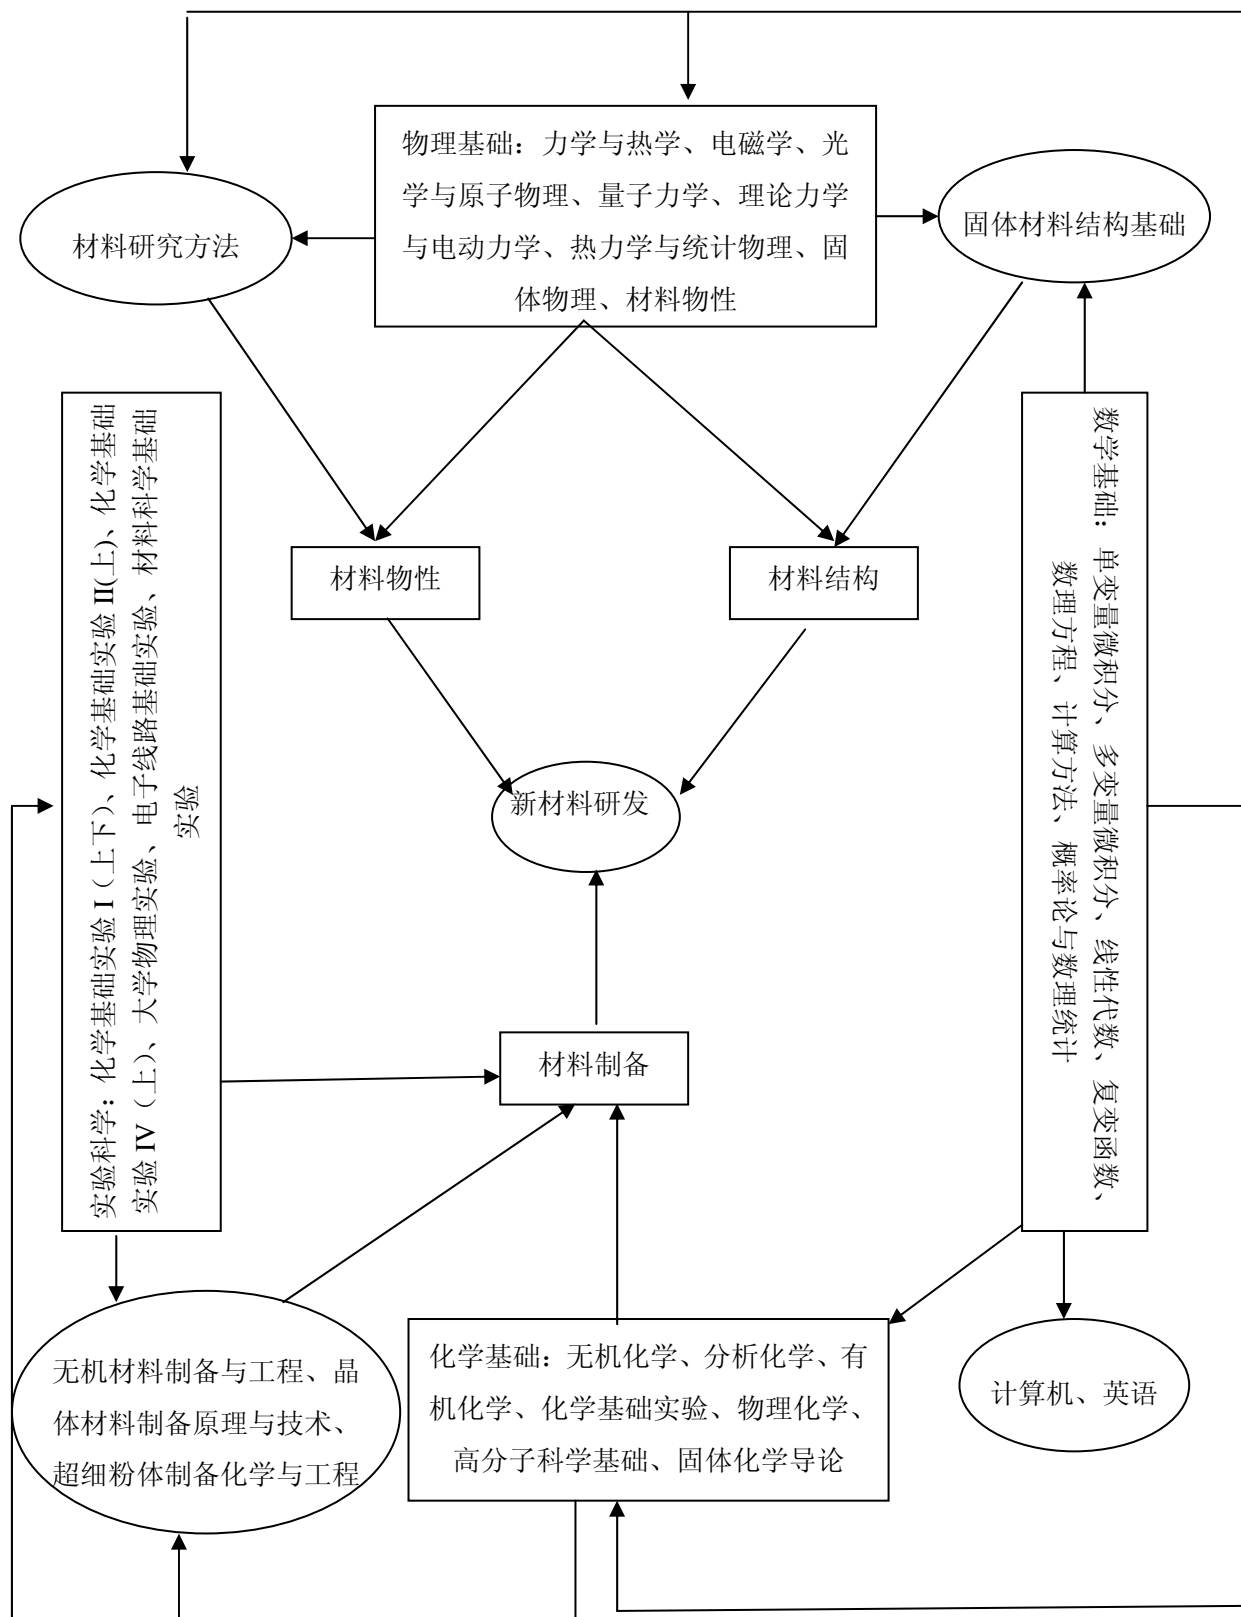 物理基础：力学与热学、电磁学、光
学与原子物理、量子力学、理论力学
与电动力学、热力学与统计物理、固
体物理、材料物性
材料研究方法
固体材料结构基础
实验科学：化学基础实验 I（上下）、化学基础实验 II(上)、化学基础
实验 IV（上）、大学物理实验、电子线路基础实验、材料科学基础
实验
材料物性
材料结构
数学基础：单变量微积分、多变量微积分、线性代数、复变函数、
数理方程、计算方法、概率论与数理统计
新材料研发
材料制备
无机材料制备与工程、晶
体材料制备原理与技术、
超细粉体制备化学与工程
化学基础：无机化学、分析化学、有
机化学、化学基础实验、物理化学、
高分子科学基础、固体化学导论
计算机、英语